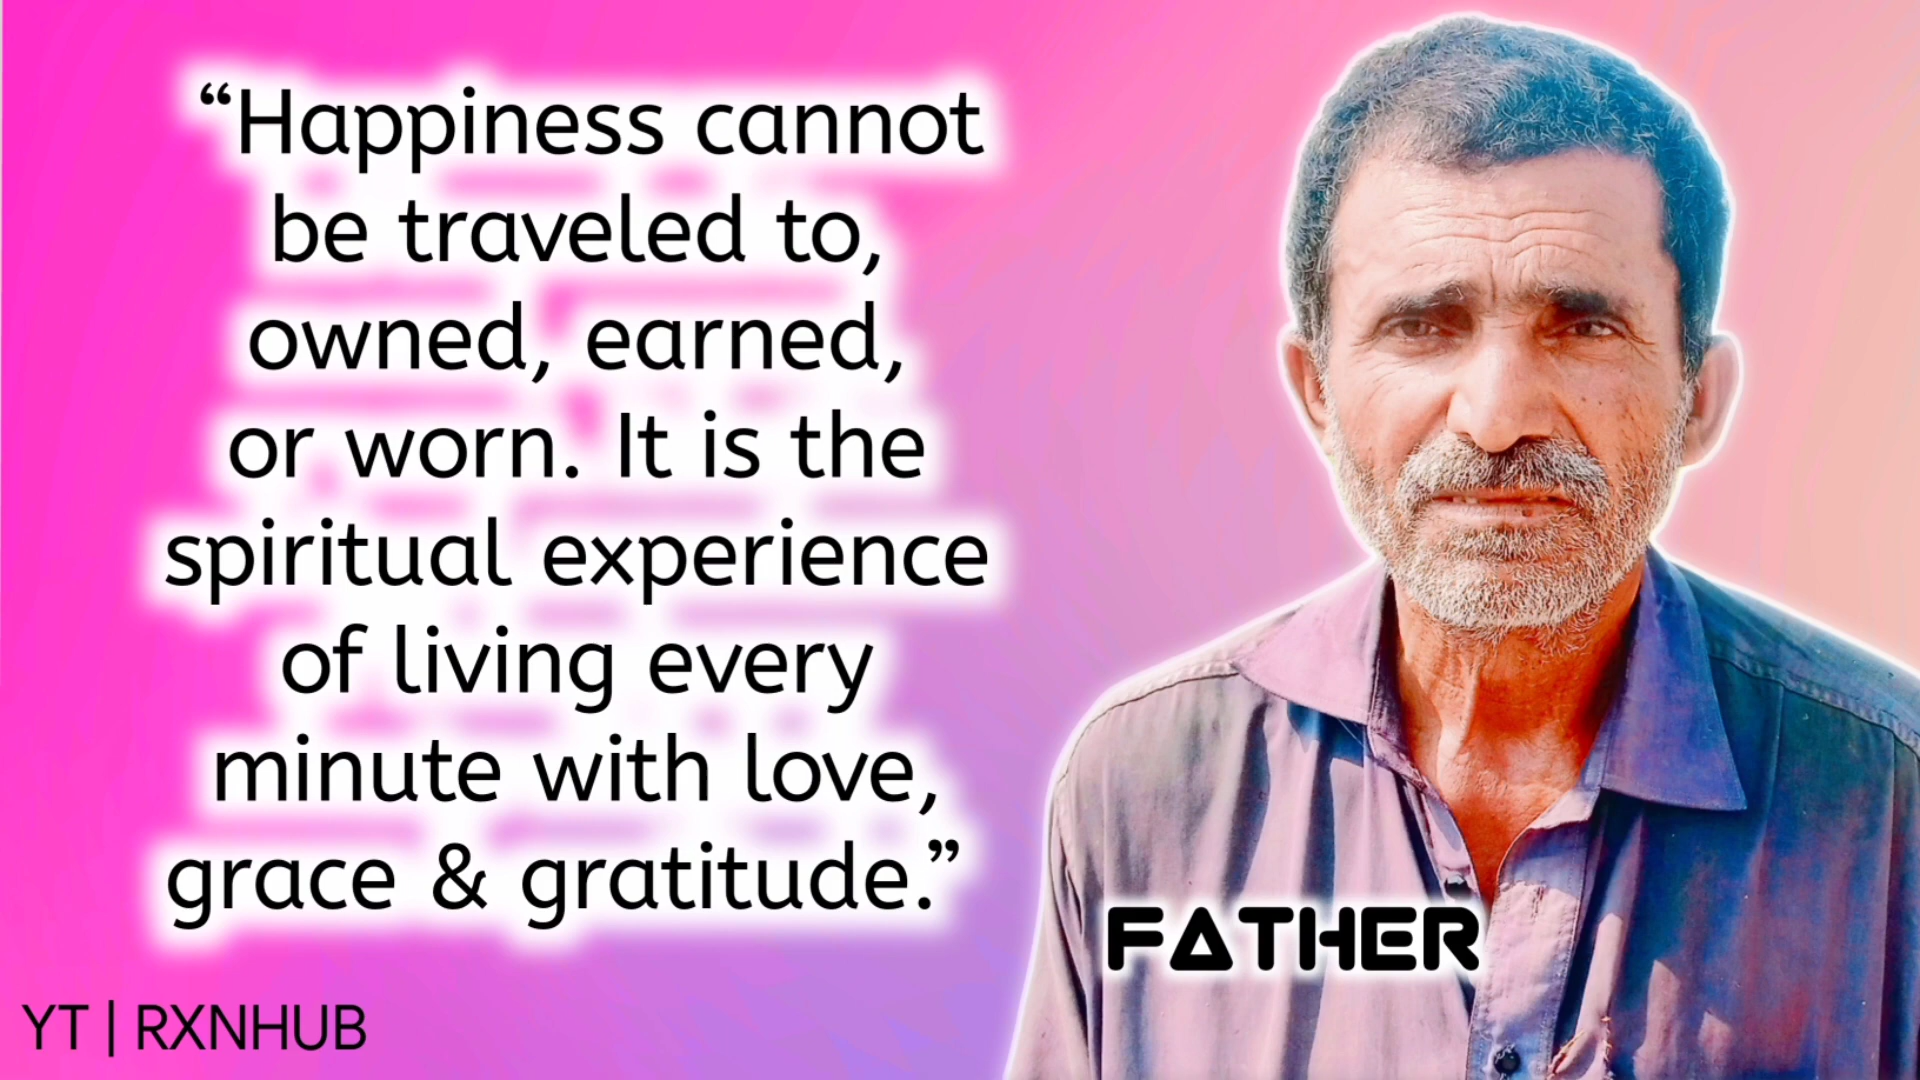 “Happiness cannot
be traveled to,
owned, earned,
or worn. It is the
spiritual experience
of living every
minute with love,
grace & gratitude.”
FATHER
YT | RXNHUB